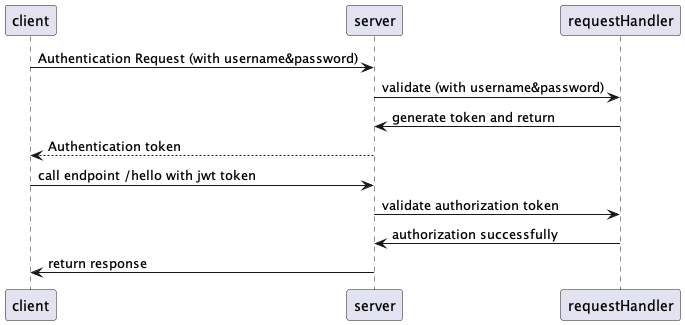 client
server
requestHandler
Authentication Request (with username&password)
validate (with username&password)
generate token and return
Authentication token
call endpoint /hello with jwt token
validate authorization token
authorization successfully
return response
client
server
requestHandler